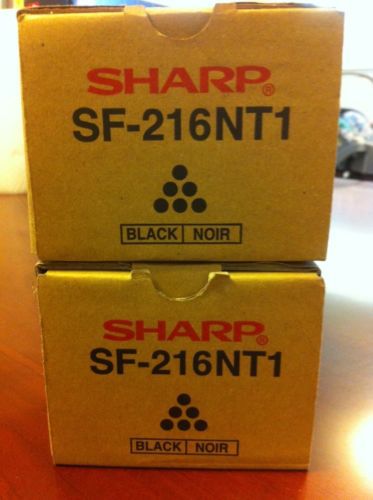 SHARP®
SF-216NT1
BLACK NOIR
SHARP®
SF-216NT1
BLACK NOIR